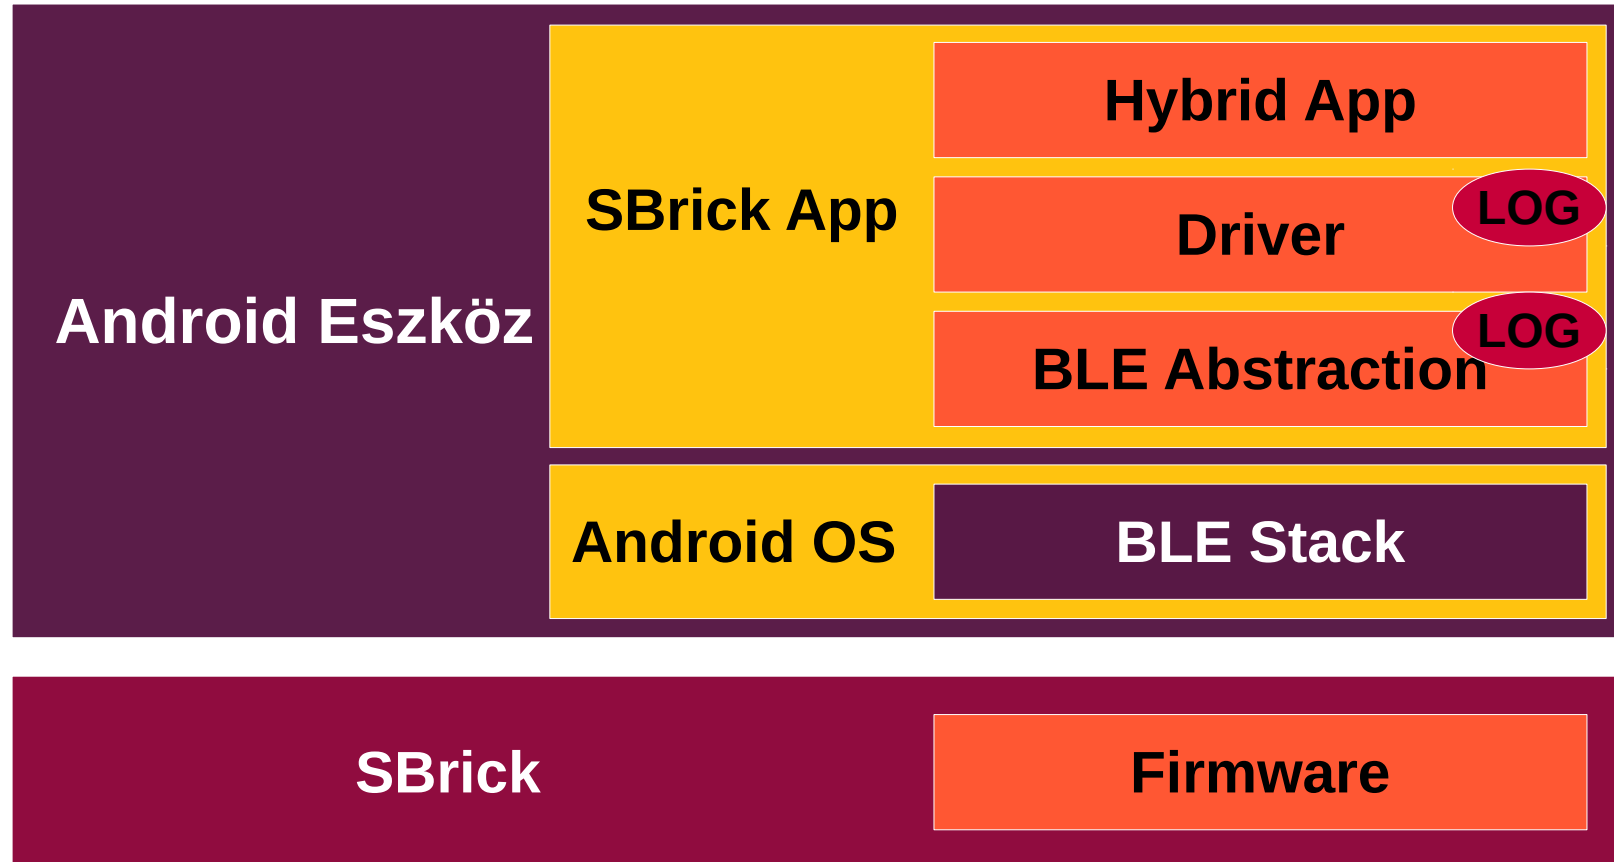 Hybrid App
SBrick App
LOG
Driver
Android Eszköz
LOG
BLE Abstraction
Android OS
BLE Stack
SBrick
Firmware